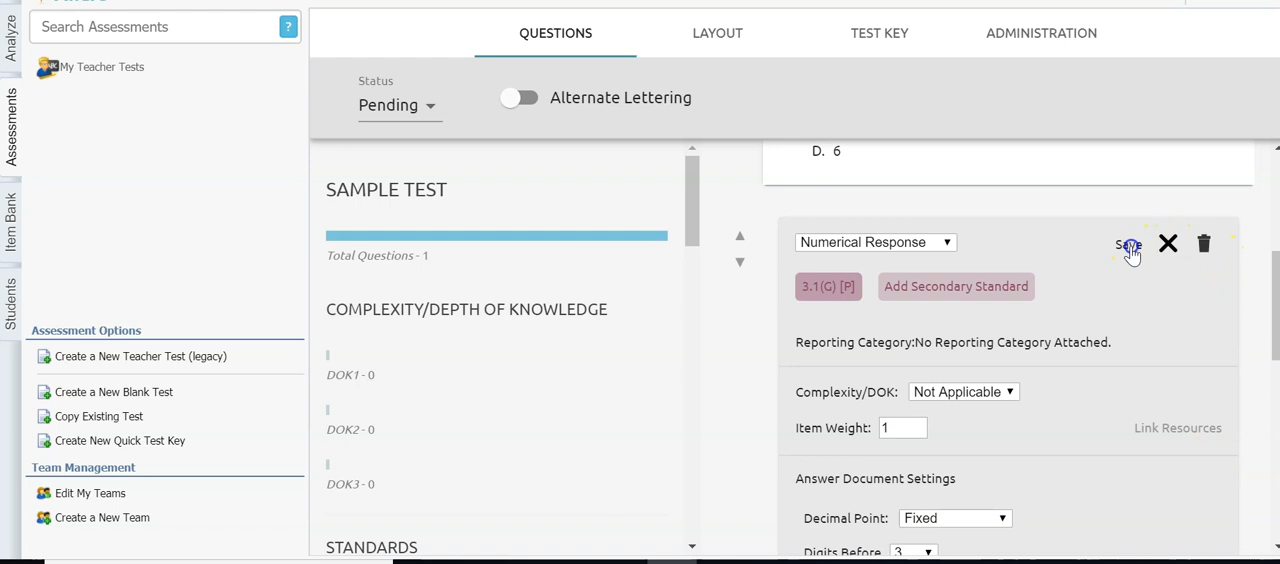 Analyze
Assessments
Item Bank
Students
Search Assessments
?
My Teacher Tests
Assessment Options
Create a New Teacher Test (legacy)
Create a New Blank Test
Copy Existing Test
Create New Quick Test Key
Team Management
Edit My Teams
Create a New Team
QUESTIONS LAYOUT TEST KEY ADMINISTRATION
Status
Pending
Alternate Lettering
SAMPLE TEST
Total Questions - 1
COMPLEXITY/DEPTH OF KNOWLEDGE
DOK1 - 0
DOK2 - 0
DOK3 - 0
STANDARDS
D. 6
Numerical Response
Save
3.1(G) [P] Add Secondary Standard
Reporting Category:No Reporting Category Attached.
Complexity/DOK: Not Applicable
Item Weight: 1 Link Resources
Answer Document Settings
Decimal Point: Fixed
Digits Before 3